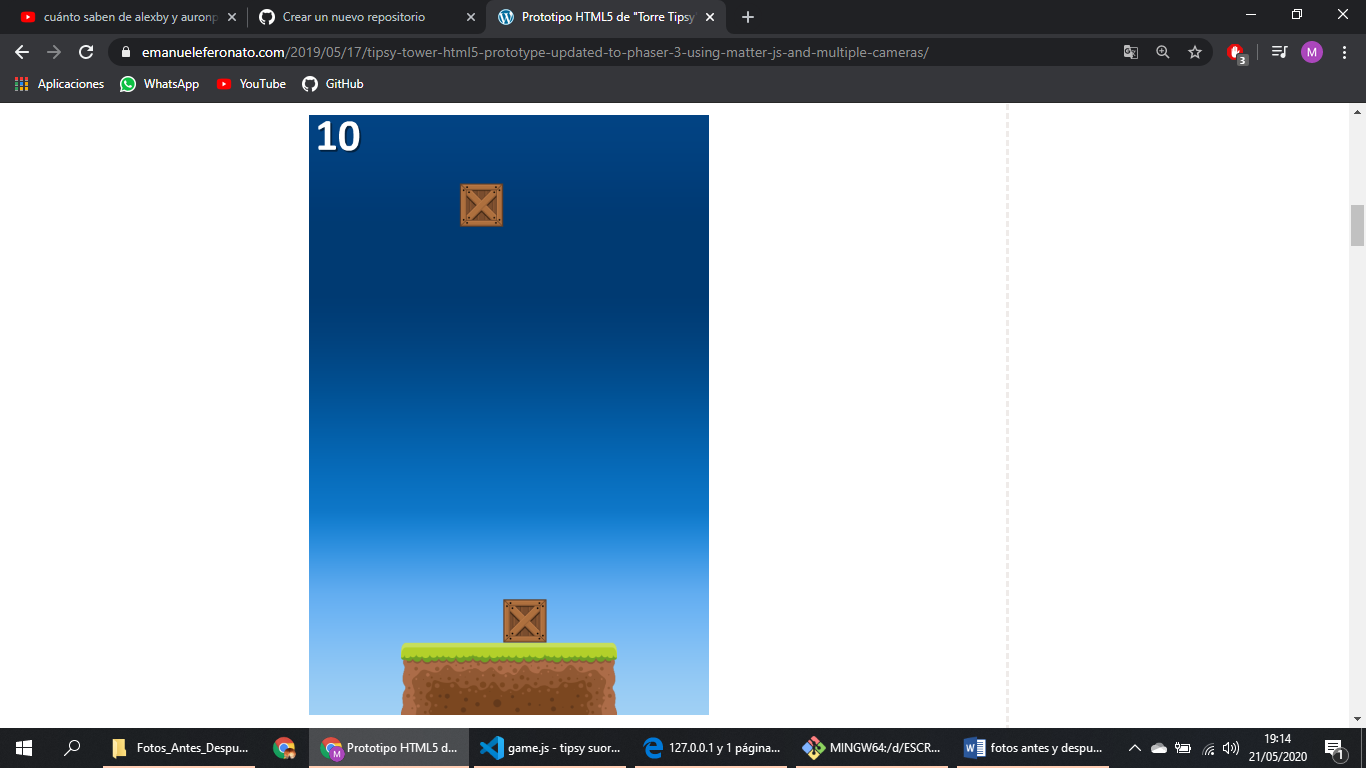 cuánto saben de alexby y auronp
Crear un nuevo repositorio
Prototipo HTML5 de "Torre Tipsy
emanueleferonato.com/2019/05/17/tipsy-tower-html5-prototype-updated-to-phaser-3-using-matter-js-and-multiple-cameras/
3
M
Aplicaciones
WhatsApp
YouTube
GitHub
10
Fotos_Antes_Despu...
M
Prototipo HTML5 d...
game.js - tipsy suor...
127.0.0.1 y 1 página...
MINGW64:/d/ESCR...
fotos antes y despu...
19:14
21/05/2020
1